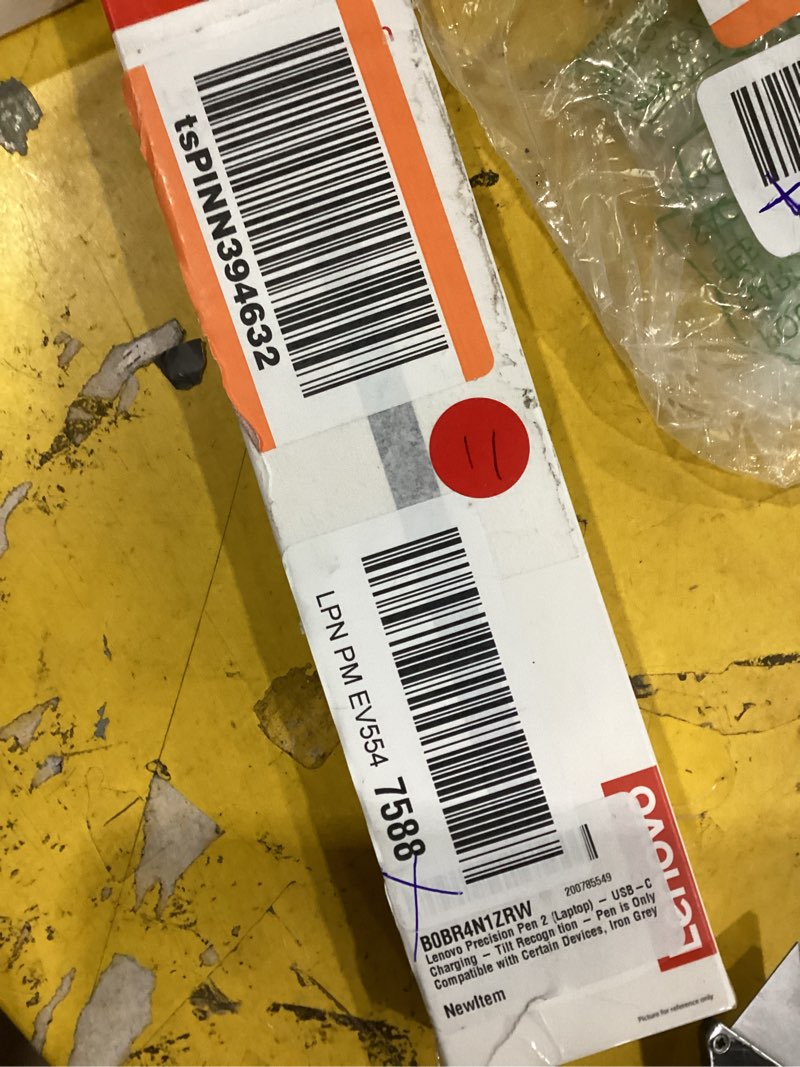 tsPINN394632
11
LPN PM EV554 7588
200785549
B0BR4N1ZRW
Lenovo Precision Pen 2 (Laptop) - USB-C
Charging - Tilt Recogn tion - Pen is Only
Compatible with Certain Devices, Iron Grey
NewItem
Lenovo
Picture for reference only